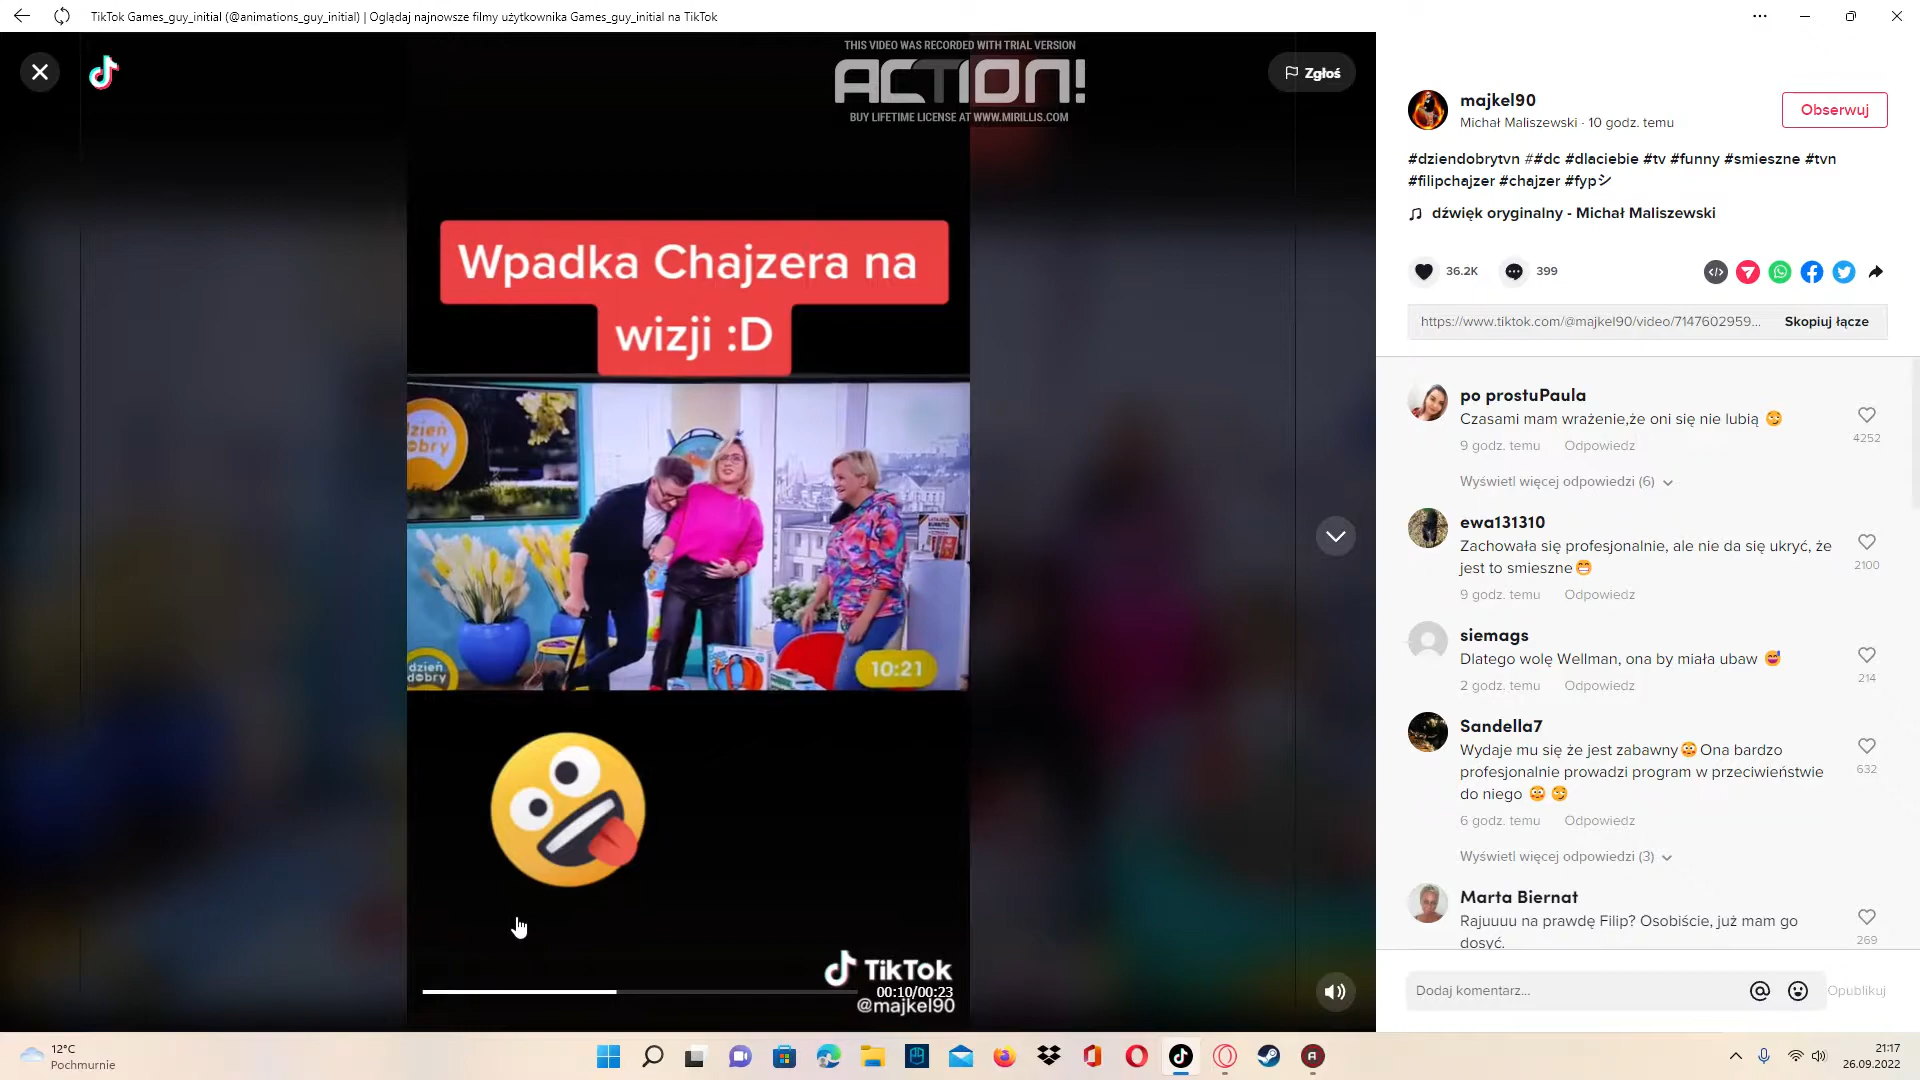 TikTok Games_guy_initial (@animations_guy_initial) | Oglądaj najnowsze filmy użytkownika Games_guy_initial na TikTok
THIS VIDEO WAS RECORDED WITH TRIAL VERSION
ACTION!
BUY LIFETIME LICENSE AT WWW.MIRILLIS.COM
Zgłoś
Wpadka Chajzera na
wizji :D
dzień
dobry
10:21
dzień
dobry
TikTok
00:10/00:23
@majkel90
majkel90
Michał Maliszewski · 10 godz. temu
Obserwuj
#dziendobrytvn ##dc #dlaciebie #tv #funny #smieszne #tvn
#filipchajzer #chajzer #fypシ
dźwięk oryginalny - Michał Maliszewski
36.2K
399
https://www.tiktok.com/@majkel90/video/7147602959...
Skopiuj łącze
po prostuPaula
Czasami mam wrażenie,że oni się nie lubią 🙄
4252
9 godz. temu Odpowiedz
Wyświetl więcej odpowiedzi (6)
ewa131310
Zachowała się profesjonalnie, ale nie da się ukryć, że
jest to smieszne😁
2100
9 godz. temu Odpowiedz
siemags
Dlatego wolę Wellman, ona by miała ubaw 😅
214
2 godz. temu Odpowiedz
Sandella7
Wydaje mu się że jest zabawny😳Ona bardzo
profesjonalnie prowadzi program w przeciwieństwie
do niego 😳 😏
632
6 godz. temu Odpowiedz
Wyświetl więcej odpowiedzi (3)
Marta Biernat
Rajuuuu na prawdę Filip? Osobiście, już mam go
dosyć.
269
Dodaj komentarz...
Opublikuj
12°C
Pochmurnie
21:17
26.09.2022